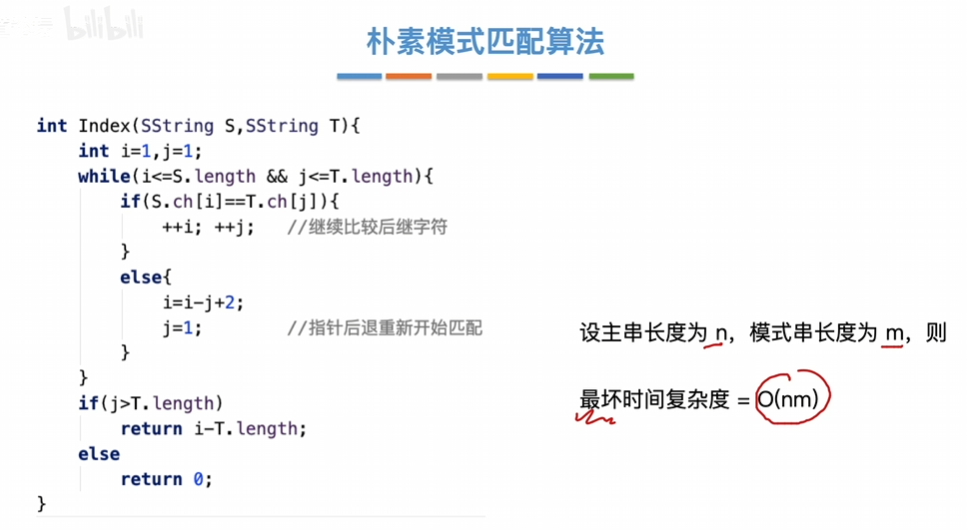 bilibili
朴素模式匹配算法
int Index(SString S,SString T){
int i=1,j=1;
while(i<=S.length && j<=T.length){
if(S.ch[i]==T.ch[j]){
++i; ++j; //继续比较后继字符
}
else{
i=i-j+2;
j=1; //指针后退重新开始匹配
}
}
if(j>T.length)
return i-T.length;
else
return 0;
}
设主串长度为 n，模式串长度为 m，则
最坏时间复杂度 = O(nm)